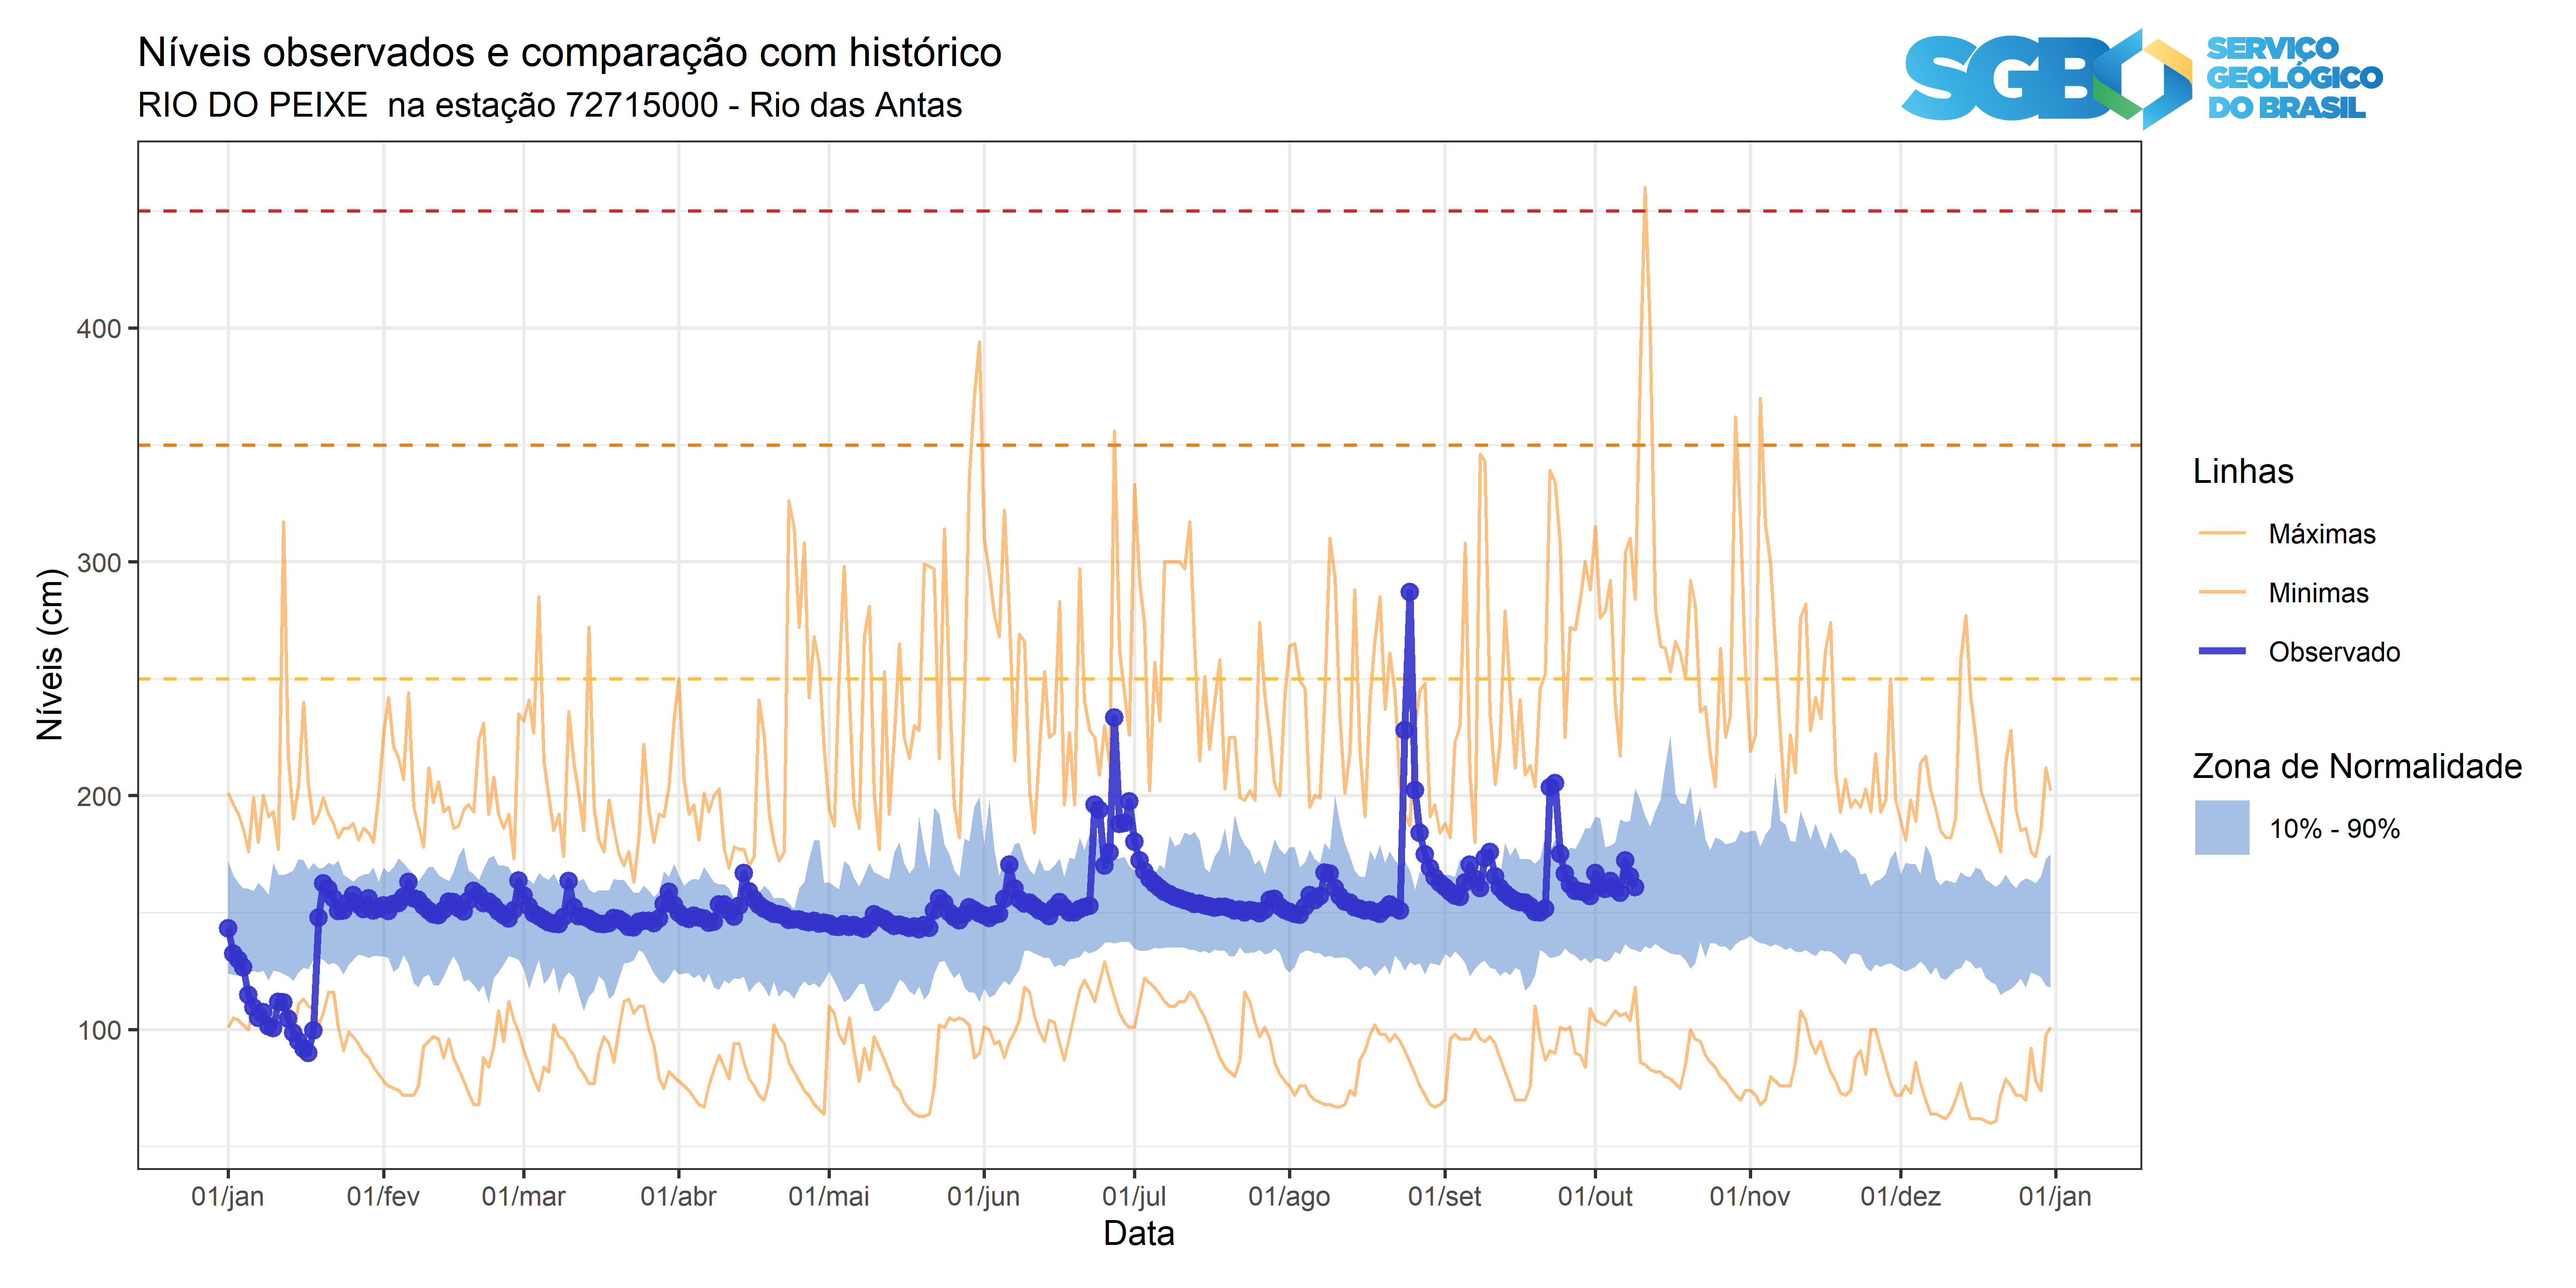 Níveis observados e comparação com histórico
RIO DO PEIXE  na estação 72715000 - Rio das Antas
SGB
SERVIÇO
GEOLÓGICO
DO BRASIL
Níveis (cm)
400
300
200
100
01/jan
01/fev
01/mar
01/abr
01/mai
01/jun
01/jul
01/ago
01/set
01/out
01/nov
01/dez
01/jan
Data
Linhas
Máximas
Minimas
Observado
Zona de Normalidade
10% - 90%